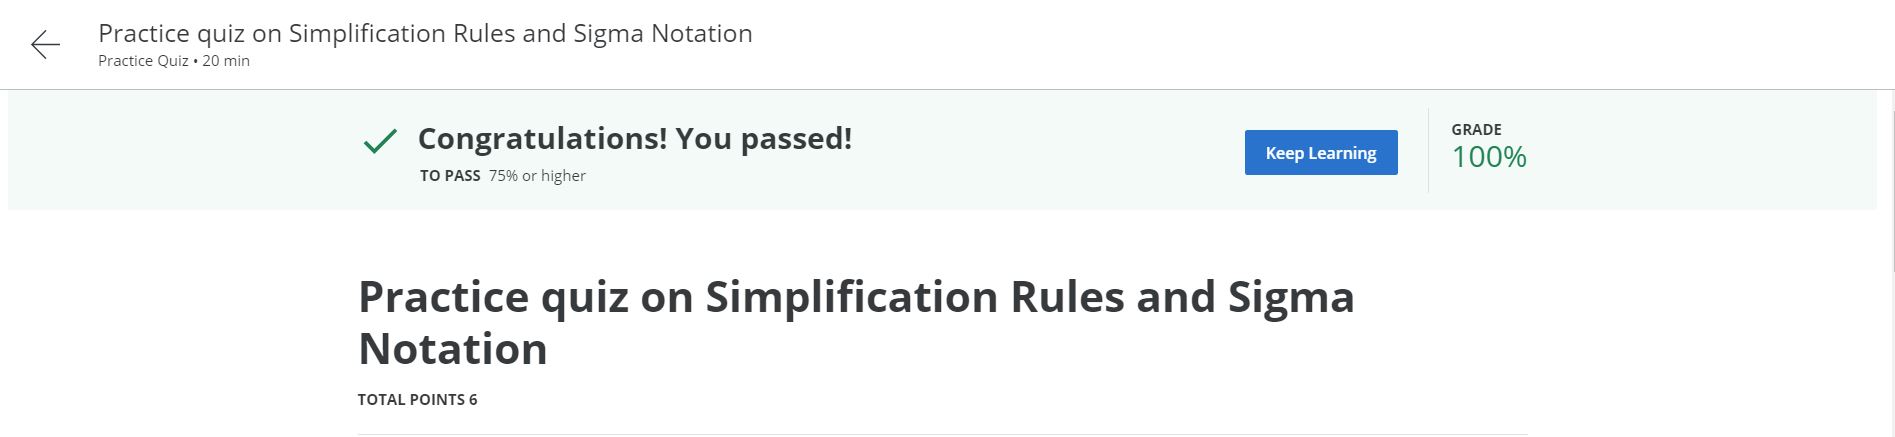 Practice quiz on Simplification Rules and Sigma Notation
Practice Quiz • 20 min
Congratulations! You passed!
TO PASS 75% or higher
Keep Learning
GRADE
100%
Practice quiz on Simplification Rules and Sigma
Notation
TOTAL POINTS 6